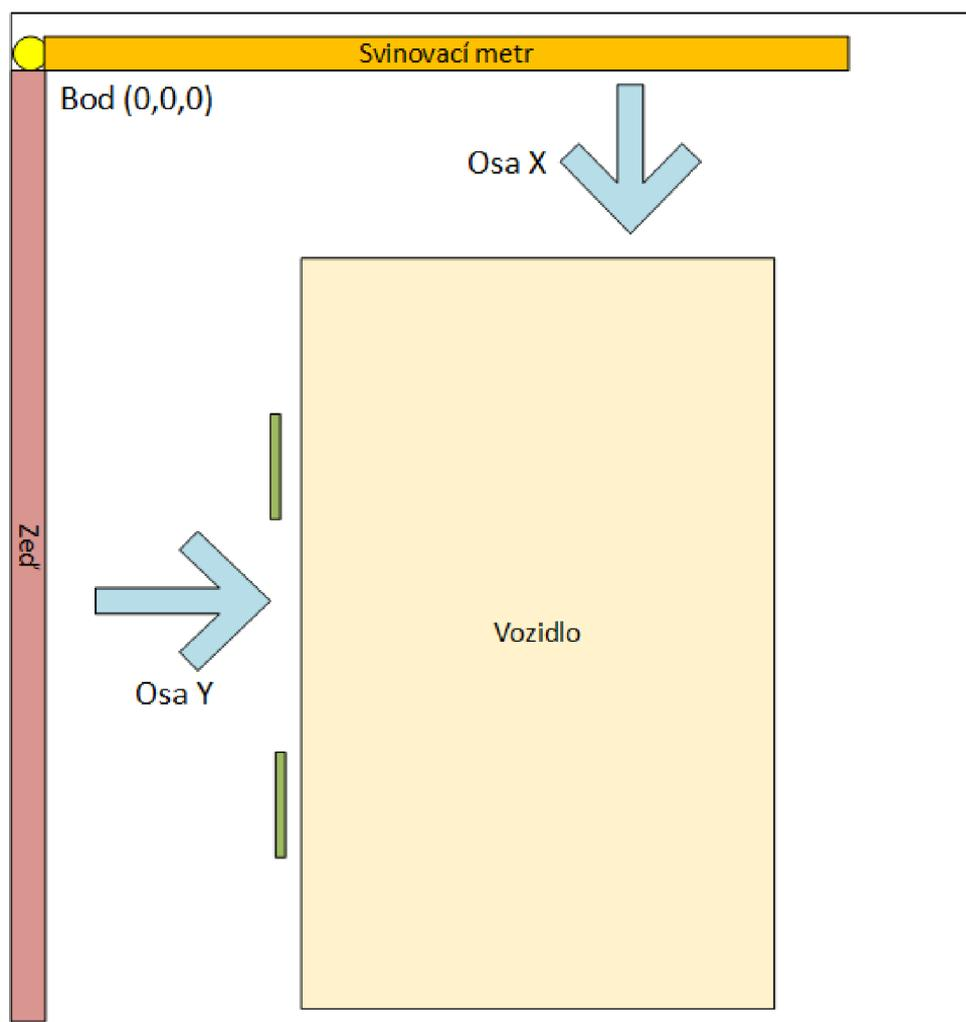 Svinovací metr
Bod (0,0,0)
Osa X
Zeď
Vozidlo
Osa Y